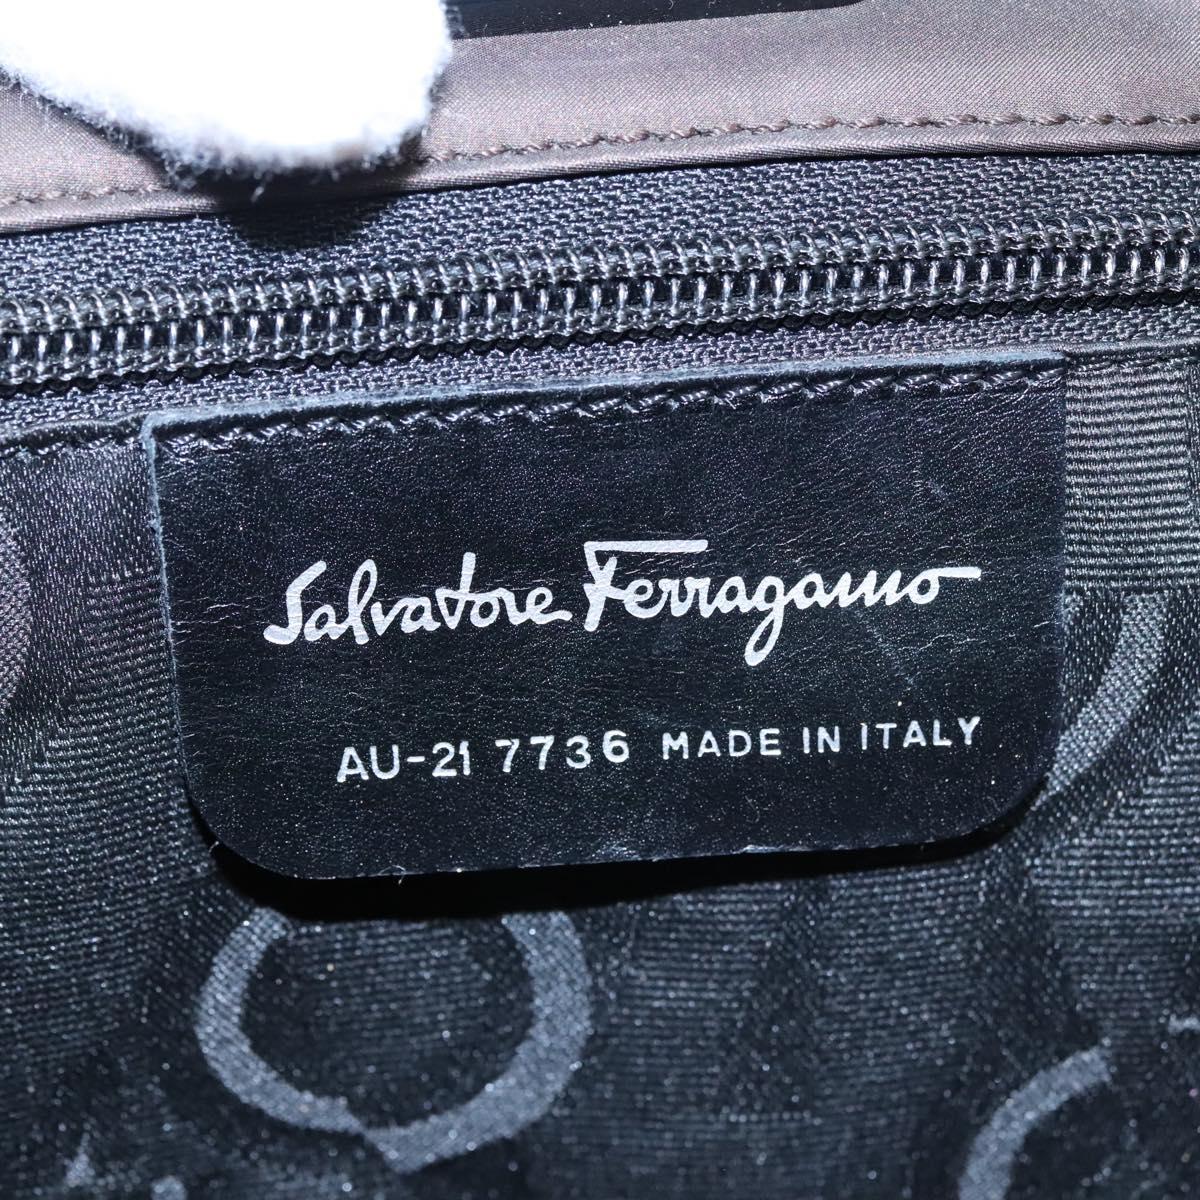 Salvatore Ferragamo
AU-21 7736 MADE IN ITALY